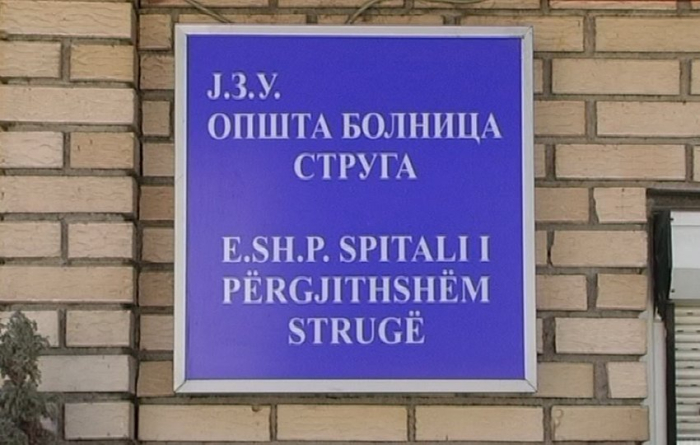 Ј.З.У.
ОПШТА БОЛНИЦА
СТРУГА
E.SH.P. SPITALI I
PËRGJITHSHËM
STRUGË